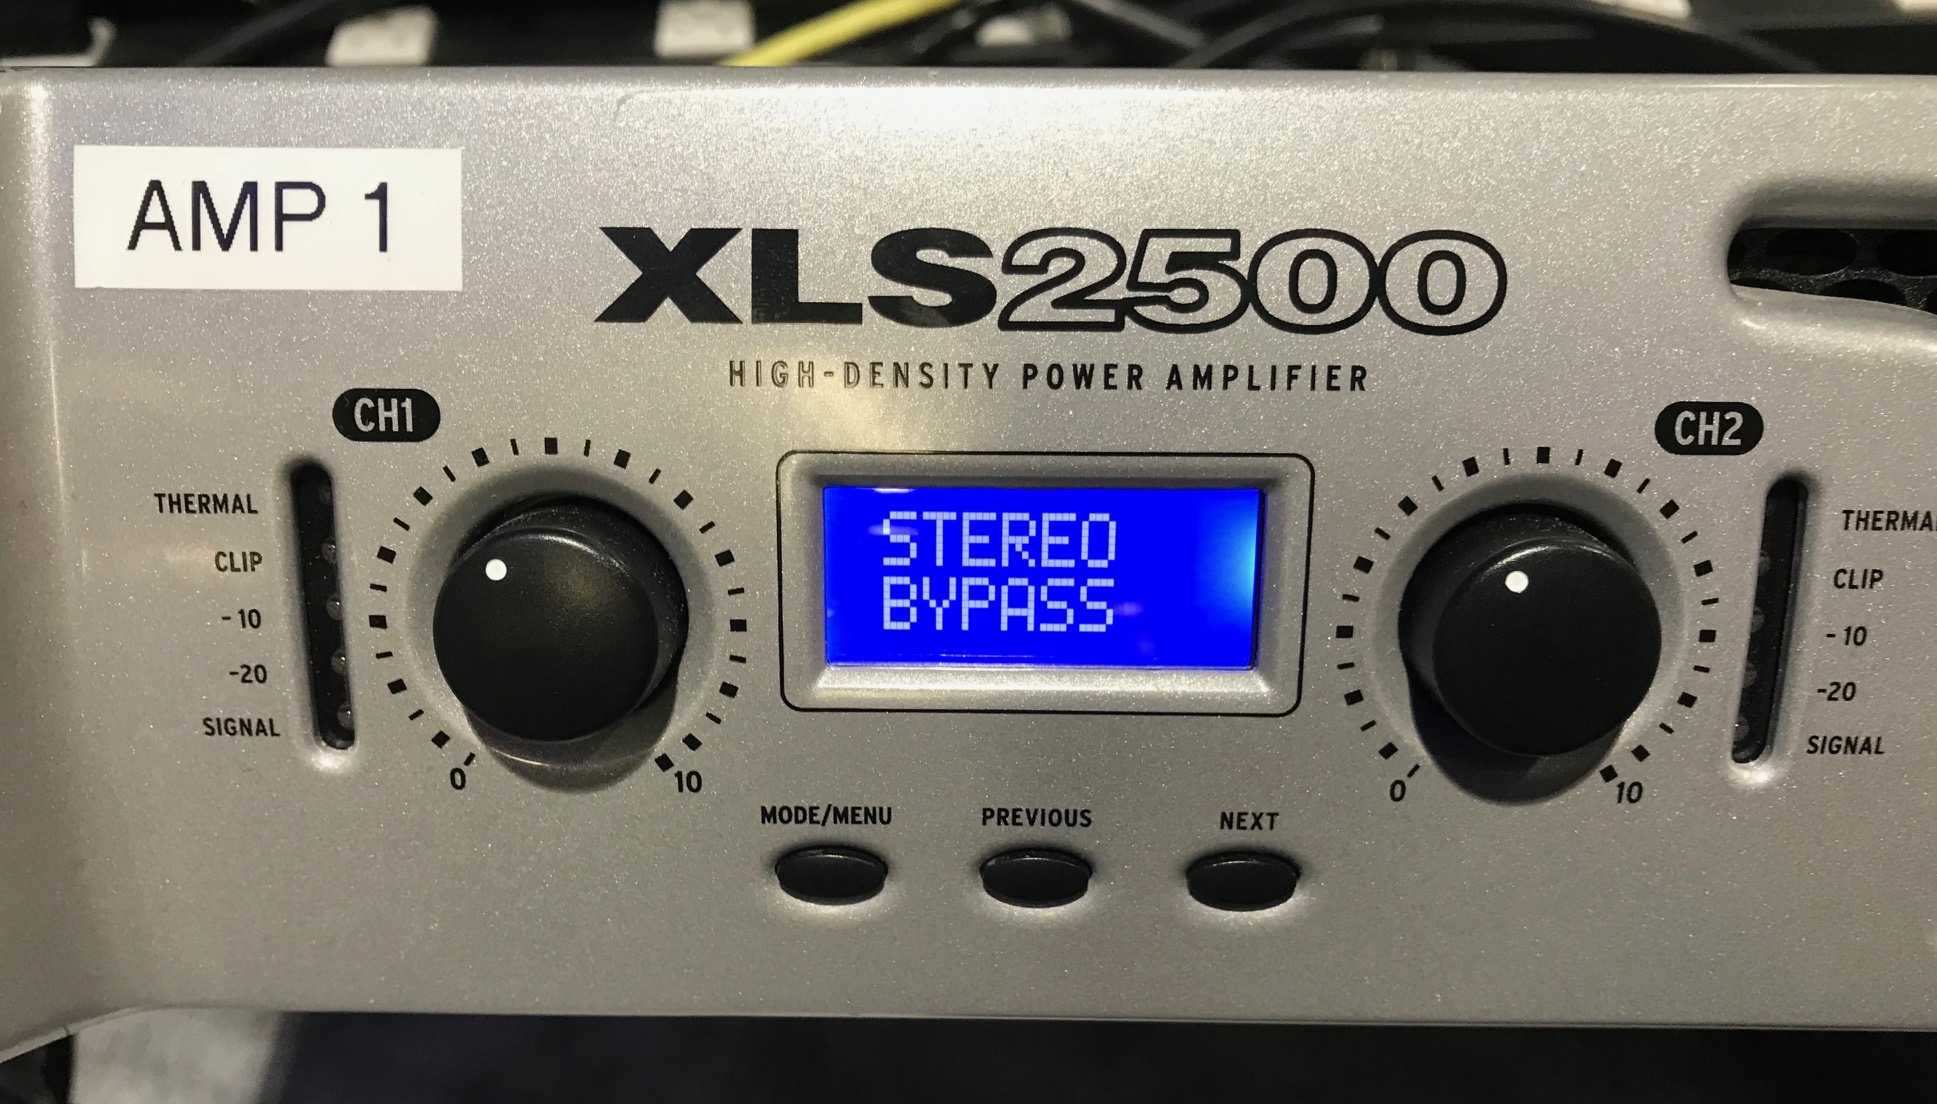 AMP 1
XLS2500
HIGH-DENSITY POWER AMPLIFIER
CH1
THERMAL
CLIP
-10
-20
SIGNAL
0
10
STEREO
BYPASS
MODE/MENU
PREVIOUS
NEXT
CH2
0
10
THERMA
CLIP
-10
-20
SIGNAL